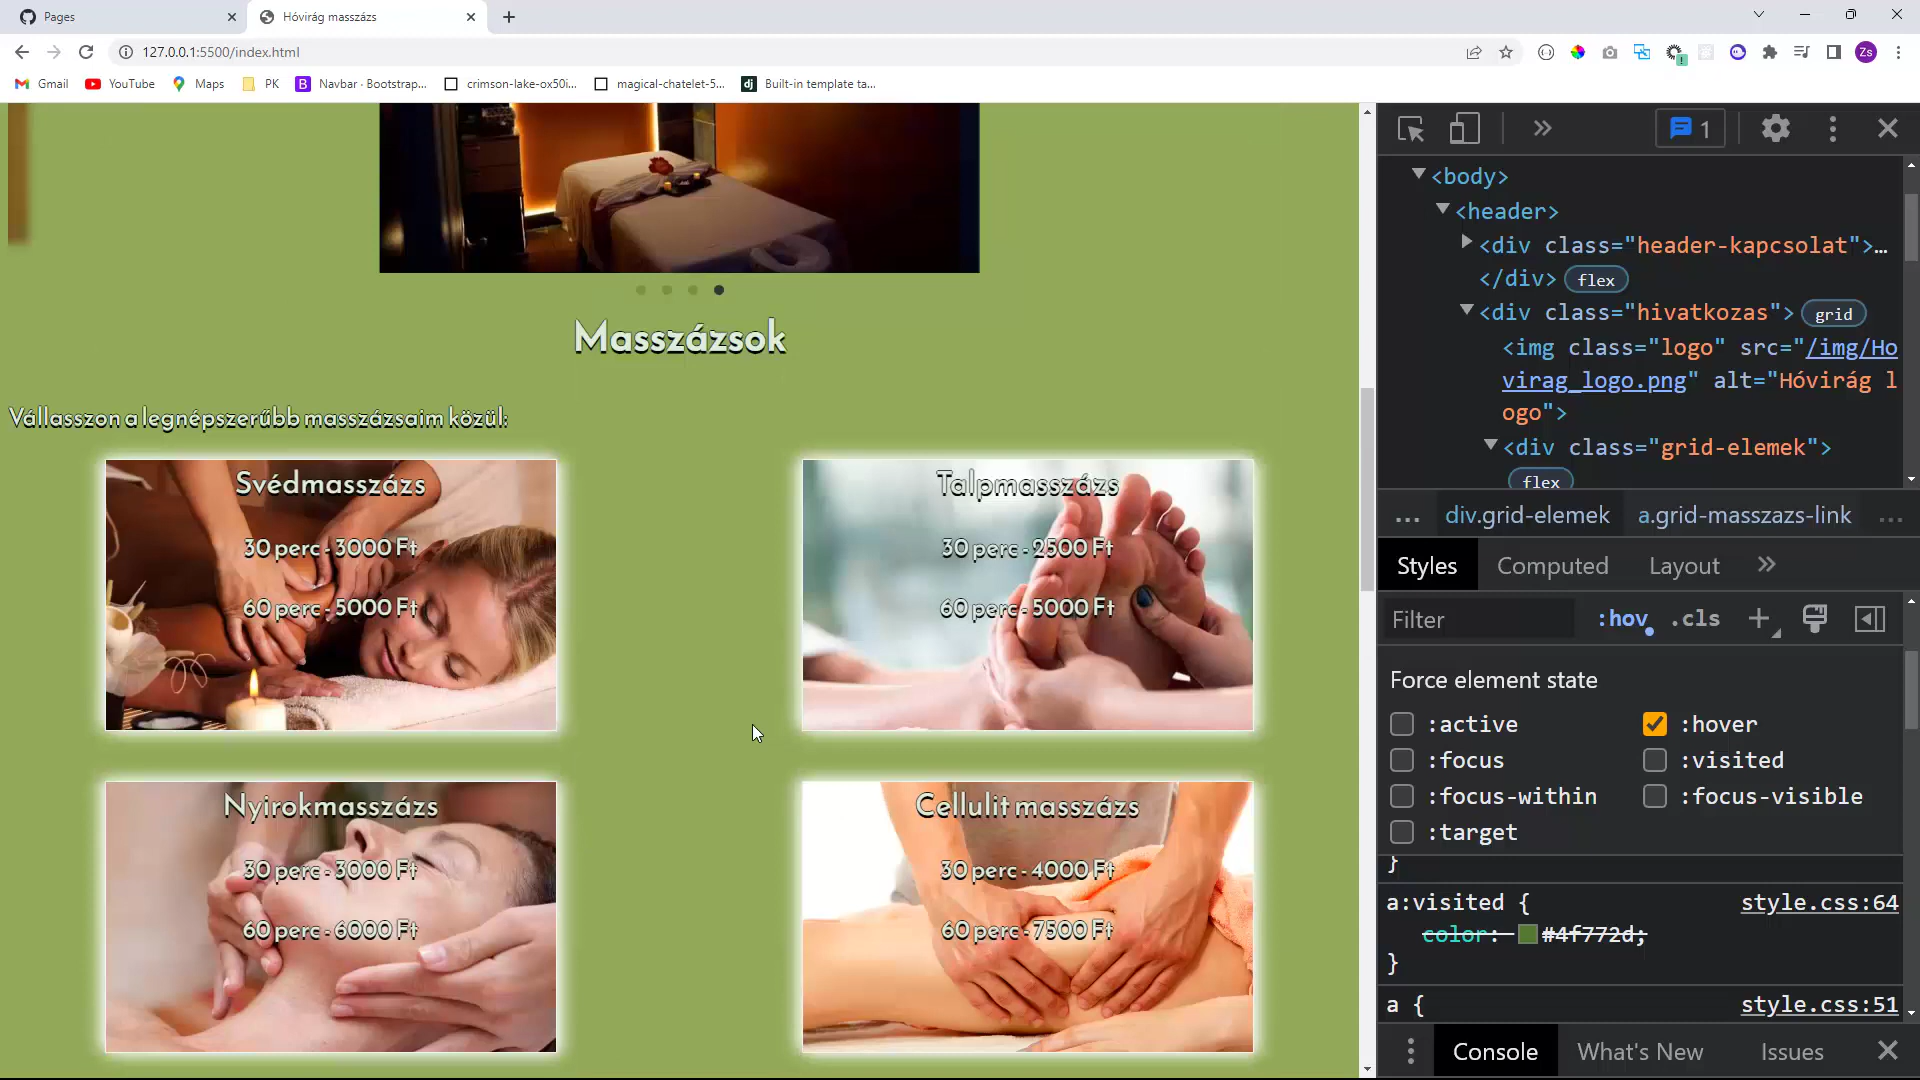 Pages
Hóvirág masszázs
127.0.0.1:5500/index.html
Zs
Gmail
YouTube
Maps
PK
B
Navbar · Bootstrap...
crimson-lake-ox50i...
magical-chatelet-5...
dj
Built-in template ta...
Masszázsok
Vállasszon a legnépszerűbb masszázsaim közül:
Svédmasszázs
30 perc - 3000 Ft
60 perc - 5000 Ft
Talpmasszázs
30 perc - 2500 Ft
60 perc - 5000 Ft
Nyirokmasszázs
30 perc - 3000 Ft
60 perc - 6000 Ft
Cellulit masszázs
30 perc - 4000 Ft
60 perc - 7500 Ft
1
<body>
<header>
<div class="header-kapcsolat">…
</div> flex
<div class="hivatkozas"> grid
<img class="logo" src="/img/Ho
virag_logo.png" alt="Hóvirág l
ogo">
<div class="grid-elemek">
flex
... div.grid-elemek a.grid-masszazs-link ...
Styles Computed Layout
Filter :hov .cls
Force element state
:active :hover
:focus :visited
:focus-within :focus-visible
:target
}
a:visited { style.css:64
color: #4f772d;
}
a { style.css:51
Console What's New Issues